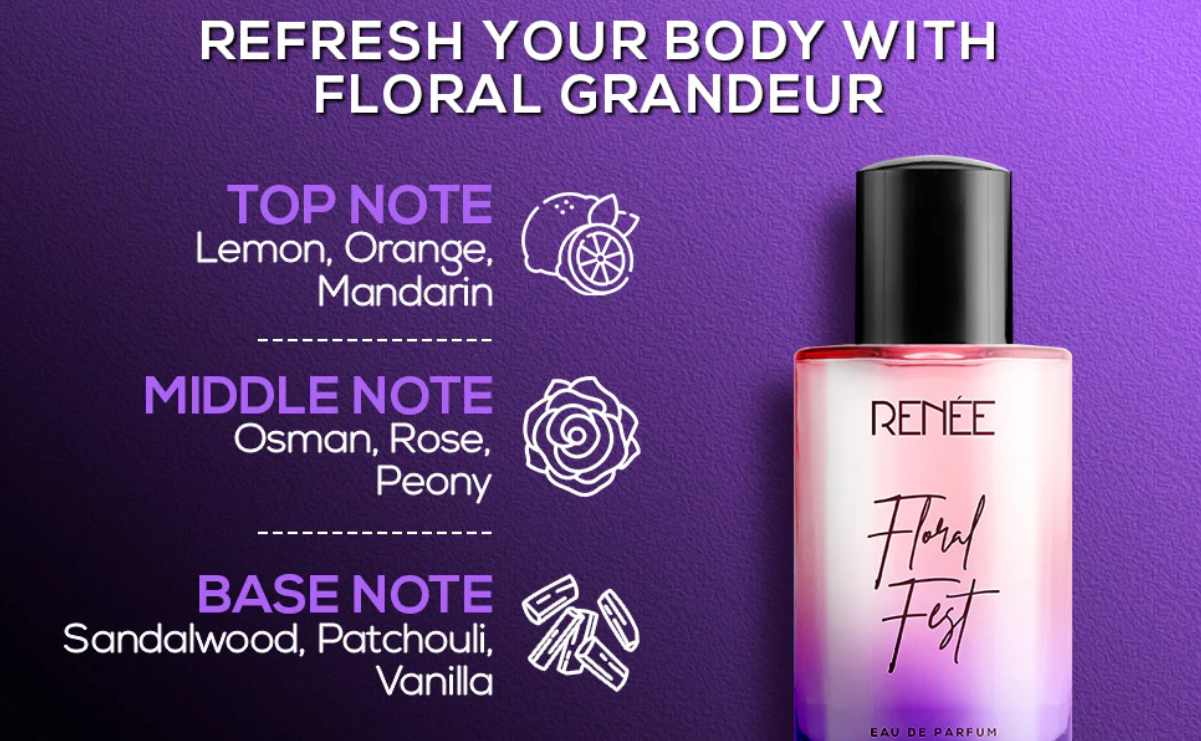 REFRESH YOUR BODY WITH
FLORAL GRANDEUR
TOP NOTE
Lemon, Orange,
Mandarin
MIDDLE NOTE
Osman, Rose,
Peony
BASE NOTE
Sandalwood, Patchouli,
Vanilla
RENÉE
Floral
Fest
EAU DE PARFUM